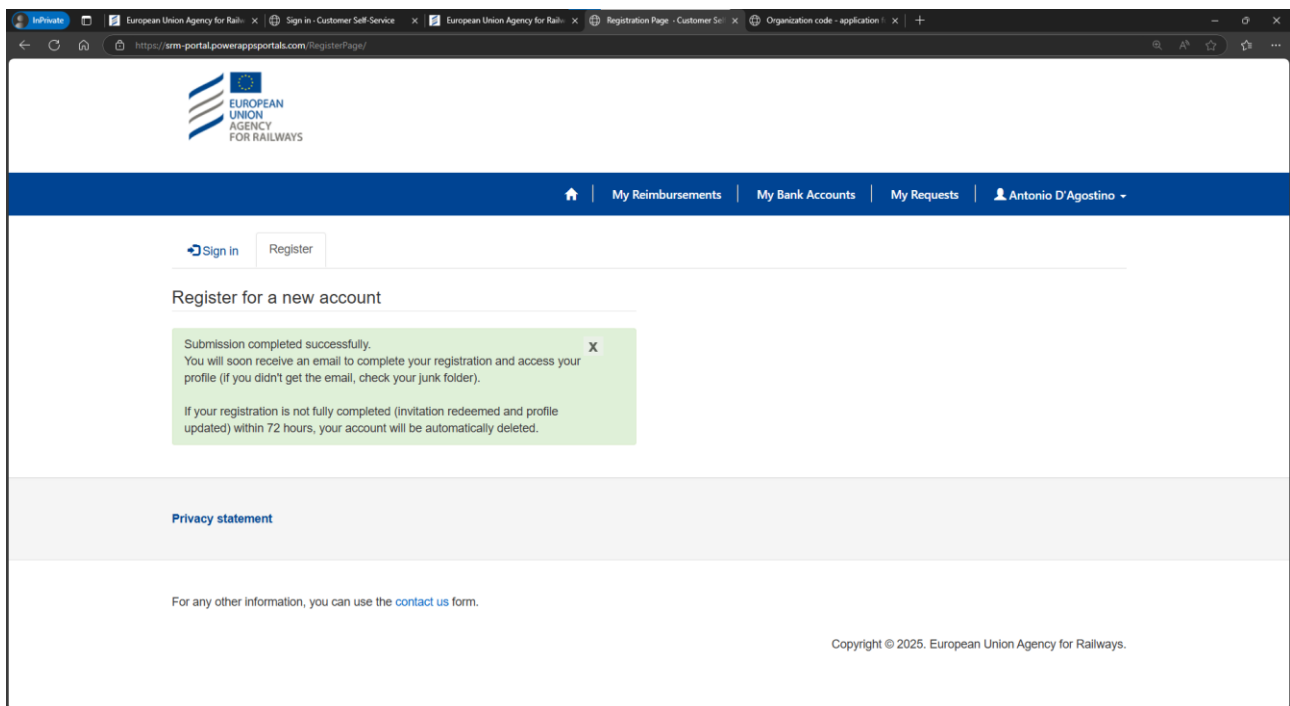 InPrivate
European Union Agency for Railw
Sign in · Customer Self-Service
European Union Agency for Railw
Registration Page · Customer Sel
Organization code - application f
https://srm-portal.powerappsportals.com/RegisterPage/
EUROPEAN
UNION
AGENCY
FOR RAILWAYS
My Reimbursements
My Bank Accounts
My Requests
Antonio D'Agostino
Sign in
Register
Register for a new account
Submission completed successfully.
X
You will soon receive an email to complete your registration and access your
profile (if you didn't get the email, check your junk folder).
If your registration is not fully completed (invitation redeemed and profile
updated) within 72 hours, your account will be automatically deleted.
Privacy statement
For any other information, you can use the contact us form.
Copyright © 2025. European Union Agency for Railways.